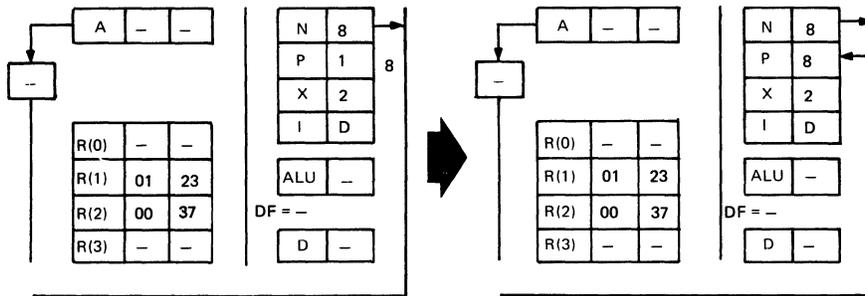 A – –
N 8
P 1
X 2
I D
8
--
R(0) – –
R(1) 01 23
R(2) 00 37
R(3) – –
ALU –
DF = –
D –
A – –
N 8
P 8
X 2
I D
–
R(0) – –
R(1) 01 23
R(2) 00 37
R(3) – –
ALU –
DF = –
D –